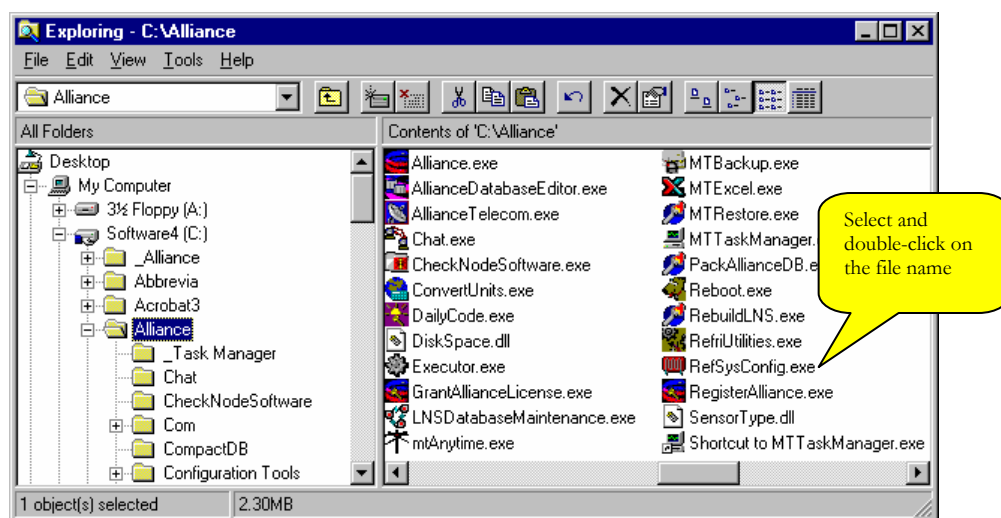 Exploring - C:\Alliance
File Edit View Tools Help
Alliance
All Folders
Contents of 'C:\Alliance'
Desktop
My Computer
3½ Floppy (A:)
Software4 (C:)
_Alliance
Abbrevia
Acrobat3
Alliance
_Task Manager
Chat
CheckNodeSoftware
Com
CompactDB
Configuration Tools
Alliance.exe
AllianceDatabaseEditor.exe
AllianceTelecom.exe
Chat.exe
CheckNodeSoftware.exe
ConvertUnits.exe
DailyCode.exe
DiskSpace.dll
Executor.exe
GrantAllianceLicense.exe
LNSDatabaseMaintenance.exe
mtAnytime.exe
MTBackup.exe
MTExcel.exe
MTRestore.exe
MTTaskManager.
PackAllianceDB.e
Reboot.exe
RebuildLNS.exe
RefriUtilities.exe
RefSysConfig.exe
RegisterAlliance.exe
SensorType.dll
Shortcut to MTTaskManager.exe
Select and
double-click on
the file name
1 object(s) selected
2.30MB